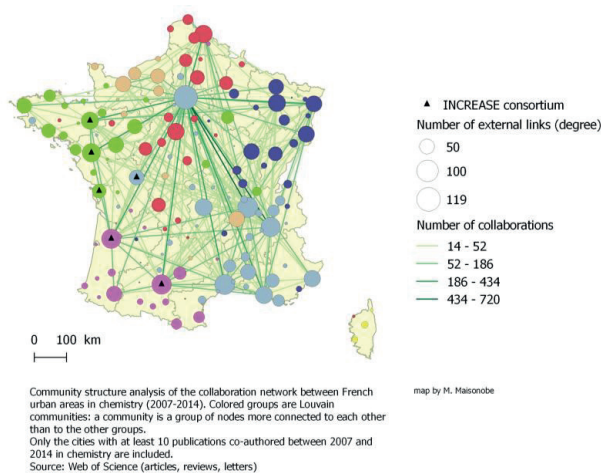 ▲ INCREASE consortium
Number of external links (degree)
50
100
119
Number of collaborations
14 - 52
52 - 186
186 - 434
434 - 720
0 100 km
Community structure analysis of the collaboration network between French
urban areas in chemistry (2007-2014). Colored groups are Louvain
communities: a community is a group of nodes more connected to each other
than to the other groups.
Only the cities with at least 10 publications co-authored between 2007 and
2014 in chemistry are included.
Source: Web of Science (articles, reviews, letters)
map by M. Maisonobe